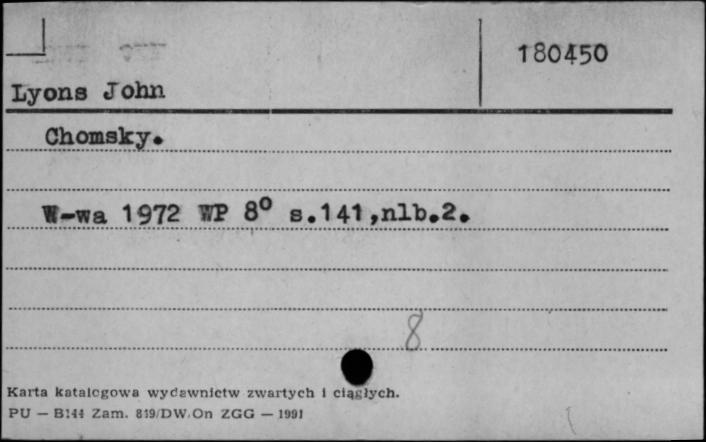 180450
Lyons John
Chomsky.
W-wa 1972 WP 8° s.141,nlb.2.
8
Karta katalogowa wydawnictw zwartych i ciągłych.
PU — B144 Zam. 819/DW.On ZGG — 1991